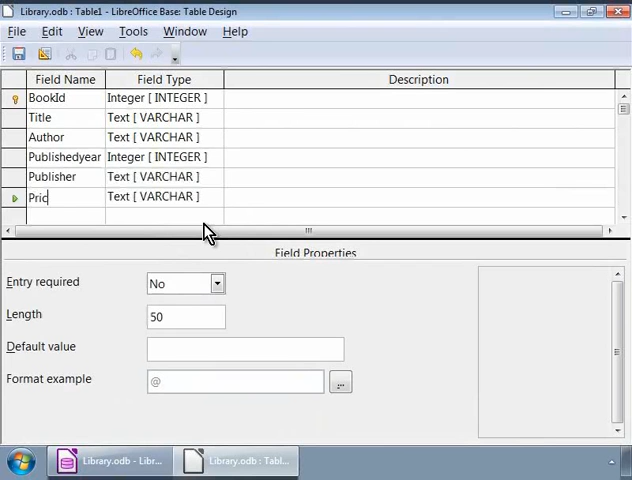 Library.odb : Table1 - LibreOffice Base: Table Design
File Edit View Tools Window Help
Field Name Field Type Description
BookId Integer [ INTEGER ]
Title Text [ VARCHAR ]
Author Text [ VARCHAR ]
Publishedyear Integer [ INTEGER ]
Publisher Text [ VARCHAR ]
Pric Text [ VARCHAR ]
Field Properties
Entry required No
Length 50
Default value
Format example @ ...
Library.odb - Libr... Library.odb : Tabl...